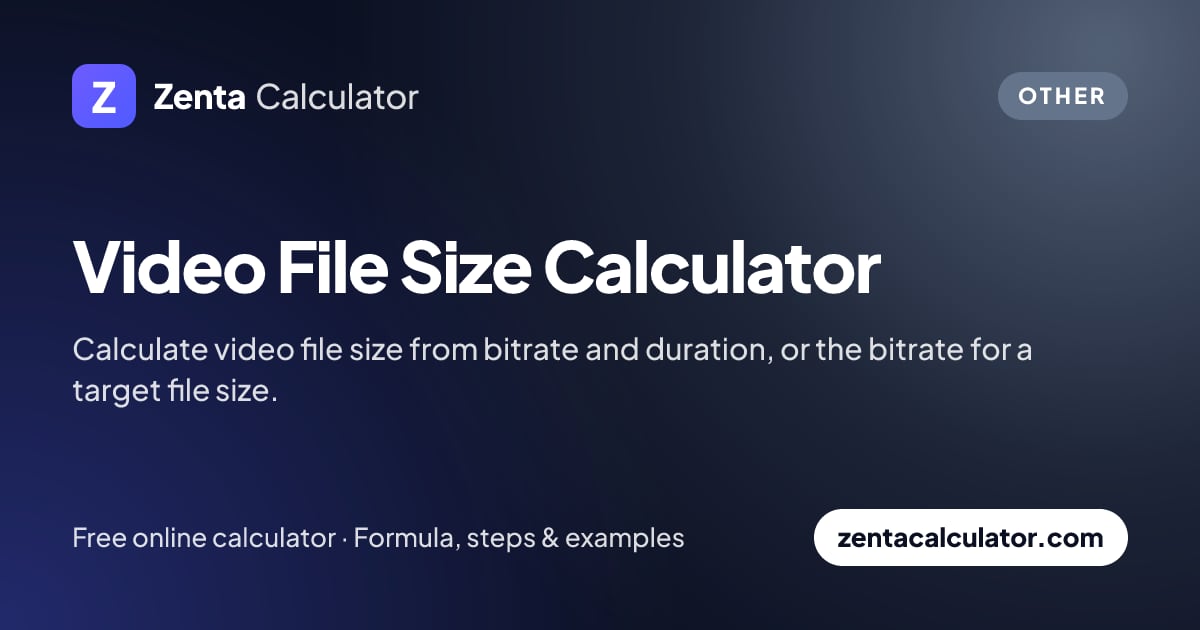 Z
Zenta Calculator
OTHER
Video File Size Calculator
Calculate video file size from bitrate and duration, or the bitrate for a
target file size.
Free online calculator · Formula, steps & examples
zentacalculator.com